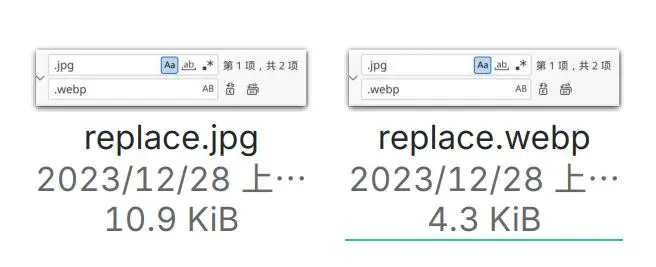 .jpg Aa ab .* 第 1 项，共 2 项
.webp AB
replace.jpg
2023/12/28 上…
10.9 KiB
.jpg Aa ab .* 第 1 项，共 2 项
.webp AB
replace.webp
2023/12/28 上…
4.3 KiB